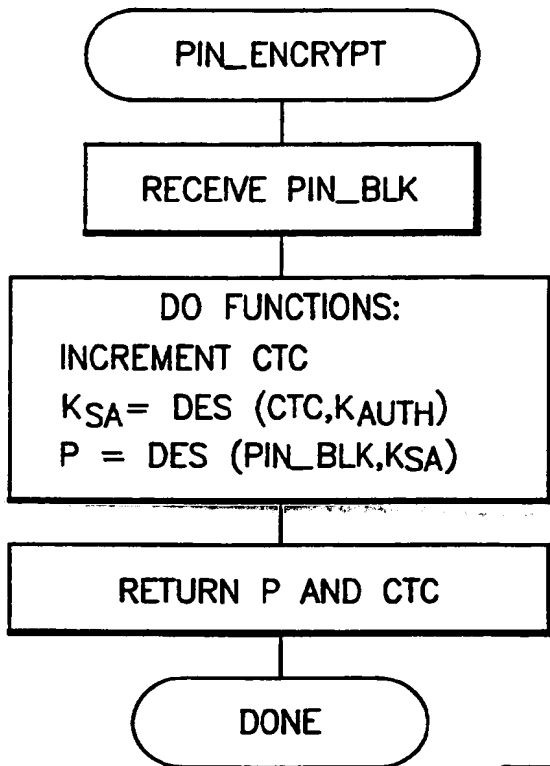 PIN_ENCRYPT
RECEIVE PIN_BLK
DO FUNCTIONS:
INCREMENT CTC
KSA= DES (CTC,KAUTH)
P = DES (PIN_BLK,KSA)
RETURN P AND CTC
DONE